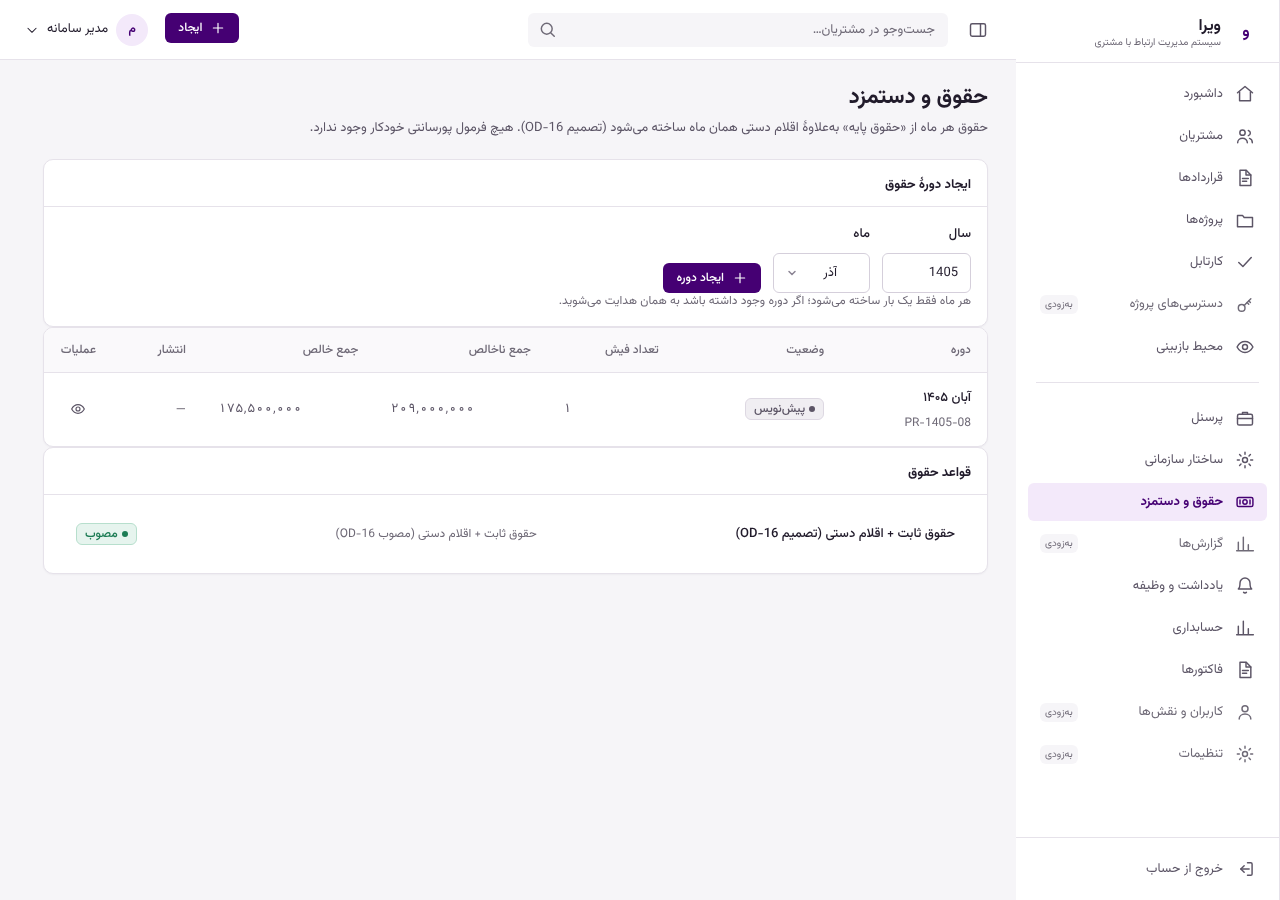 و
ویرا
سیستم مدیریت ارتباط با مشتری
داشبورد
مشتریان
قراردادها
پروژه‌ها
کارتابل
دسترسی‌های پروژه
به‌زودی
محیط بازبینی
پرسنل
ساختار سازمانی
حقوق و دستمزد
گزارش‌ها
به‌زودی
یادداشت و وظیفه
حسابداری
فاکتورها
کاربران و نقش‌ها
به‌زودی
تنظیمات
به‌زودی
خروج از حساب
جست‌وجو در مشتریان...
ایجاد
م
مدیر سامانه
حقوق و دستمزد
حقوق هر ماه از «حقوق پایه» به‌علاوهٔ اقلام دستی همان ماه ساخته می‌شود (تصمیم OD-16). هیچ فرمول پورسانتی خودکار وجود ندارد.
ایجاد دورهٔ حقوق
سال ماه
1405 آذر ایجاد دوره
هر ماه فقط یک بار ساخته می‌شود؛ اگر دوره وجود داشته باشد به همان هدایت می‌شوید.
دوره وضعیت تعداد فیش جمع ناخالص جمع خالص انتشار عملیات
آبان ۱۴۰۵ پیش‌نویس ۱ ۲۰۹,۰۰۰,۰۰۰ ۱۷۵,۵۰۰,۰۰۰ —
PR-1405-08
قواعد حقوق
حقوق ثابت + اقلام دستی (تصمیم OD-16) حقوق ثابت + اقلام دستی (مصوب OD-16) مصوب